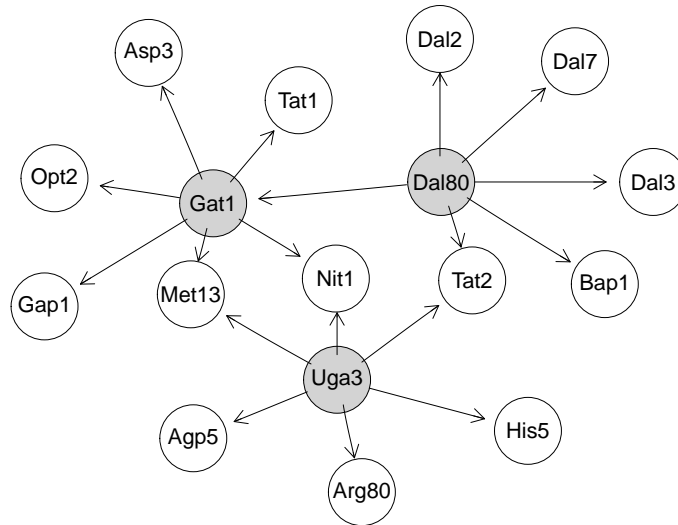 Dal2
Asp3
Dal7
Tat1
Opt2
Dal80
Dal3
Gat1
Nit1
Tat2
Bap1
Met13
Gap1
Uga3
His5
Agp5
Arg80